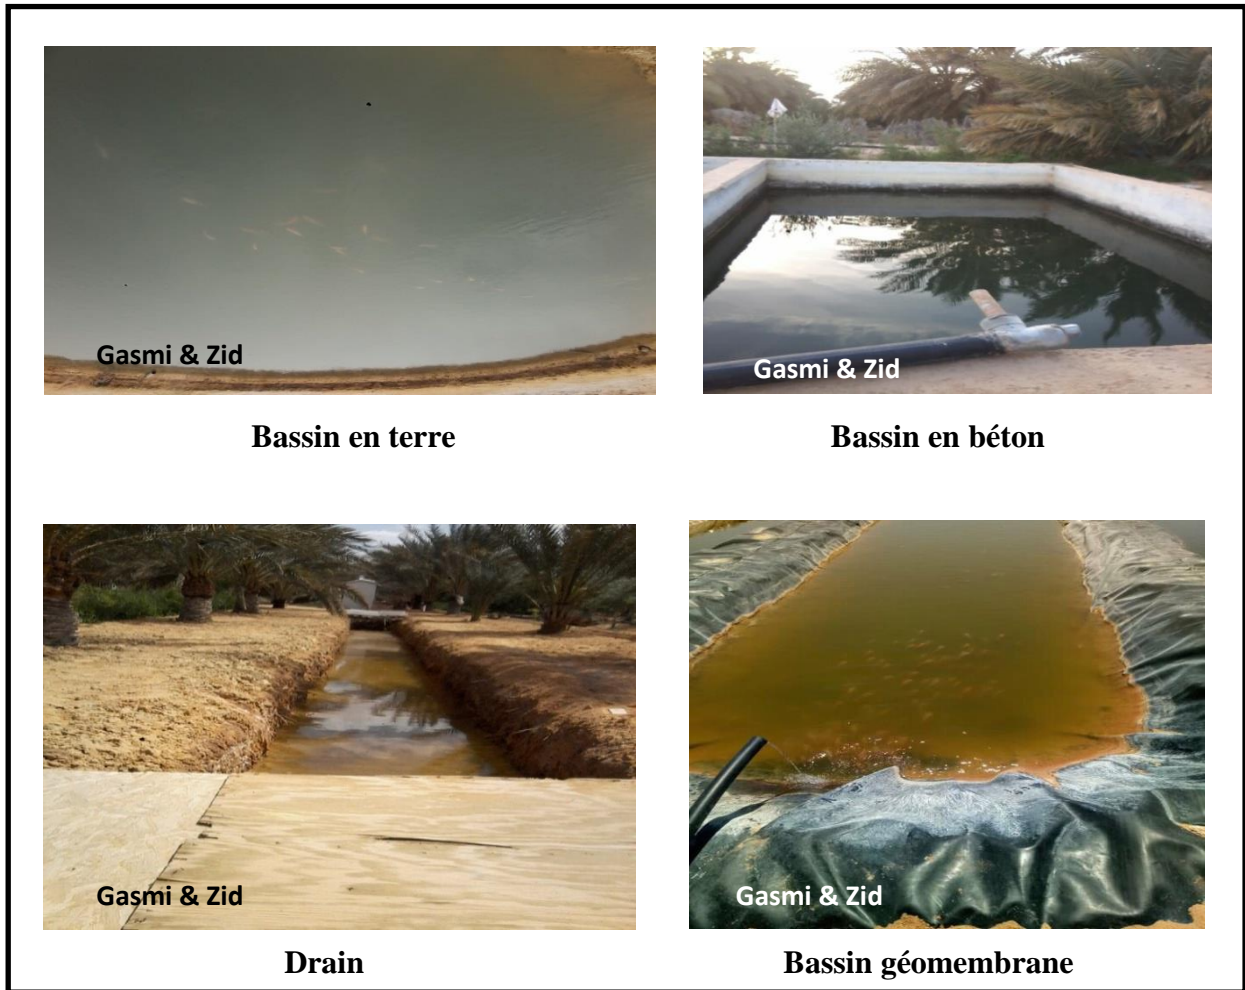 Gasmi & Zid
Gasmi & Zid
Bassin en terre
Bassin en béton
Gasmi & Zid
Gasmi & Zid
Drain
Bassin géomembrane